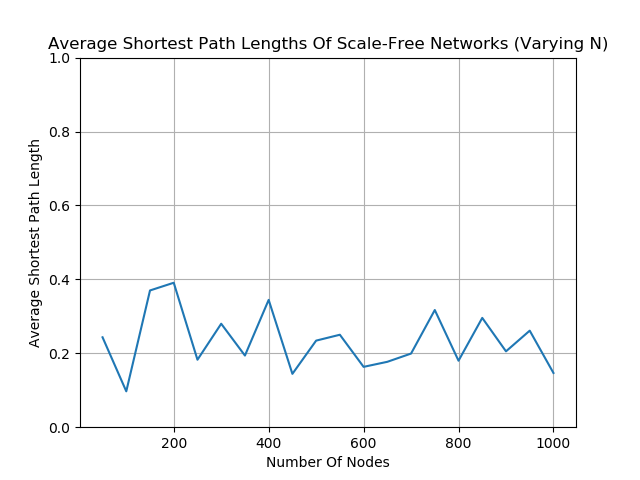 Average Shortest Path Lengths Of Scale-Free Networks (Varying N)
1.0
0.8
0.6
0.4
0.2
0.0
Average Shortest Path Length
200 400 600 800 1000
Number Of Nodes